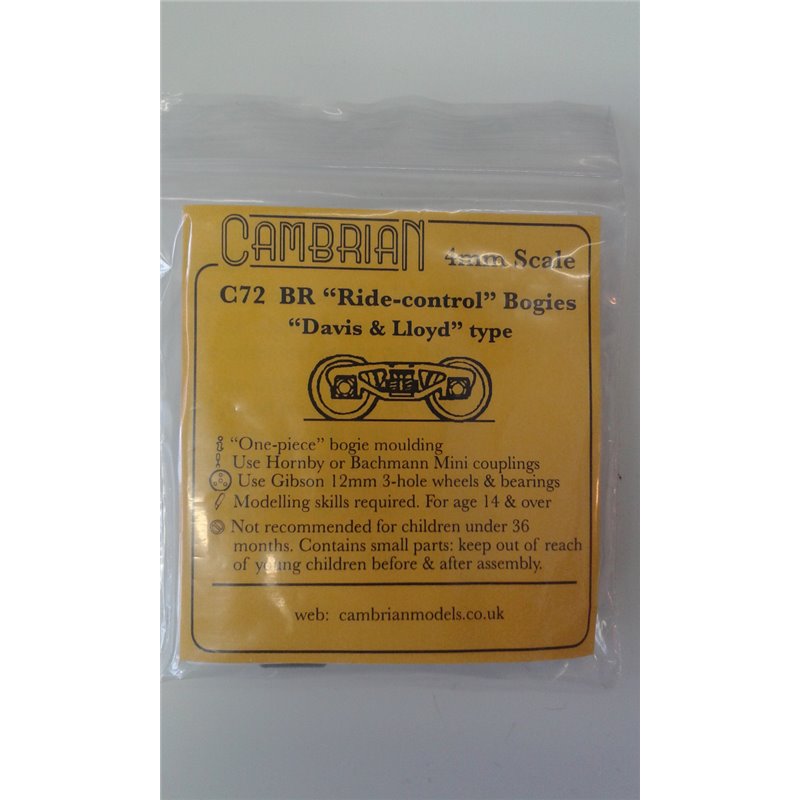 CAMBRIAN 4mm Scale
C72 BR “Ride-control” Bogies
“Davis & Lloyd” type
“One-piece” bogie moulding
Use Hornby or Bachmann Mini couplings
Use Gibson 12mm 3-hole wheels & bearings
Modelling skills required. For age 14 & over
Not recommended for children under 36
months. Contains small parts: keep out of reach
of young children before & after assembly.
web: cambrianmodels.co.uk